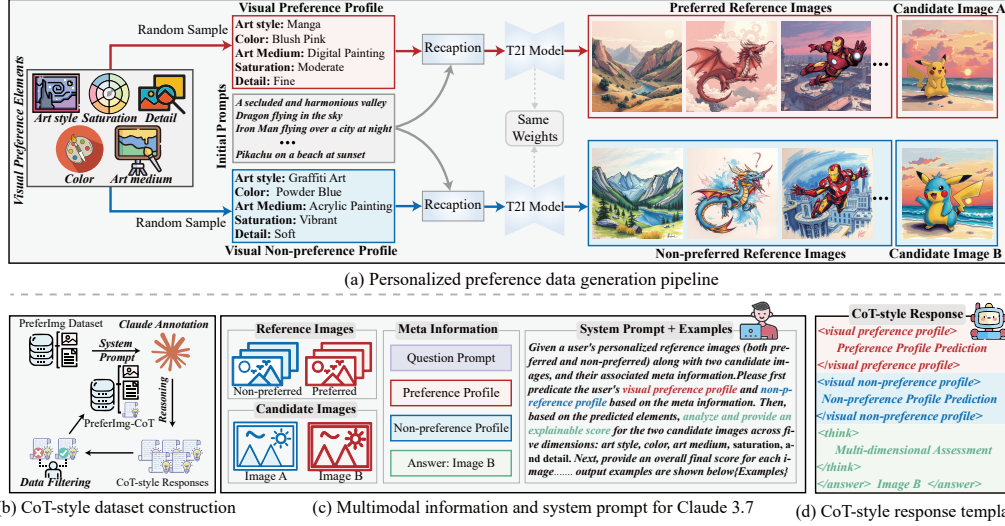 Visual Preference Elements
Art style
Saturation
Detail
Color
Art medium
Random Sample
Random Sample
Visual Preference Profile
Art style: Manga
Color: Blush Pink
Art Medium: Digital Painting
Saturation: Moderate
Detail: Fine
Initial Prompts
A secluded and harmonious valley
Dragon flying in the sky
Iron Man flying over a city at night
...
Pikachu on a beach at sunset
Art style: Graffiti Art
Color: Powder Blue
Art Medium: Acrylic Painting
Saturation: Vibrant
Detail: Soft
Visual Non-preference Profile
Recaption
T2I Model
Same
Weights
Recaption
T2I Model
Preferred Reference Images
Candidate Image A
...
...
Non-preferred Reference Images
Candidate Image B
(a) Personalized preference data generation pipeline
PreferImg Dataset
Claude Annotation
System
Prompt
Reasoning
PreferImg-CoT
Data Filtering
CoT-style Responses
(b) CoT-style dataset construction
Reference Images
Non-preferred
Preferred
Candidate Images
Image A
Image B
Meta Information
Question Prompt
Preference Profile
Non-preference Profile
Answer: Image B
System Prompt + Examples
Given a user's personalized reference images (both pre-
ferred and non-preferred) along with two candidate im-
ages, and their associated meta information.Please first
predicate the user's visual preference profile and non-p-
reference profile based on the meta information. Then,
based on the predicted elements, analyze and provide an
explainable score for the two candidate images across fi-
ve dimensions: art style, color, art medium, saturation, a-
nd detail. Next, provide an overall final score for each i-
mage....... output examples are shown below{Examples}
(c) Multimodal information and system prompt for Claude 3.7
CoT-style Response
<visual preference profile>
Preference Profile Prediction
</visual preference profile>
<visual non-preference profile>
Non-preference Profile Prediction
</visual non-preference profile>
<think>
Multi-dimensional Assessment
</think>
</answer> Image B </answer>
(d) CoT-style response templa